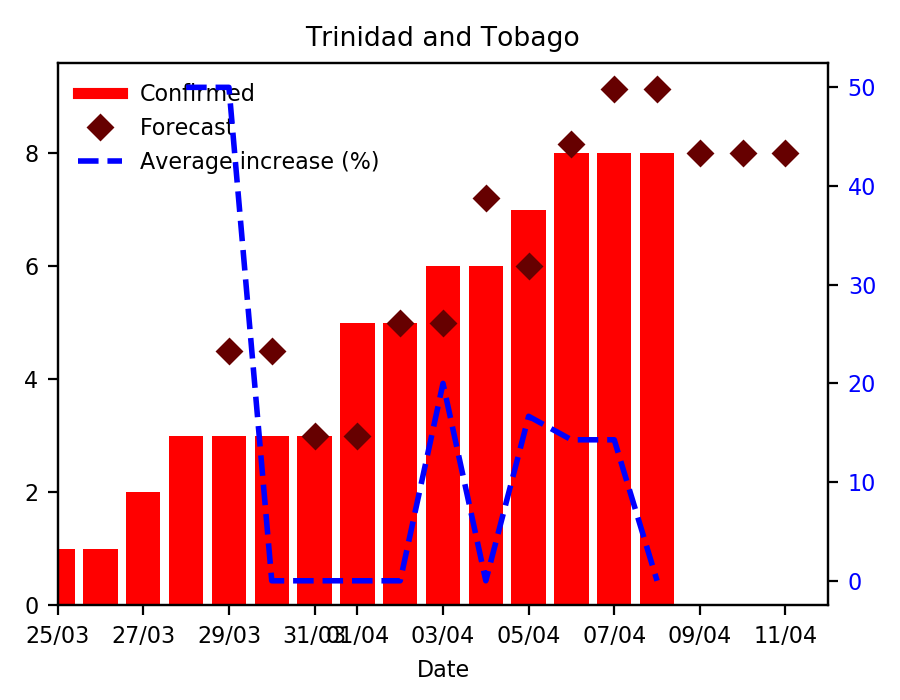 Trinidad and Tobago
Confirmed
Forecast
Average increase (%)
8
6
4
2
0
50
40
30
20
10
0
25/03 27/03 29/03 31/03 01/04 03/04 05/04 07/04 09/04 11/04
Date